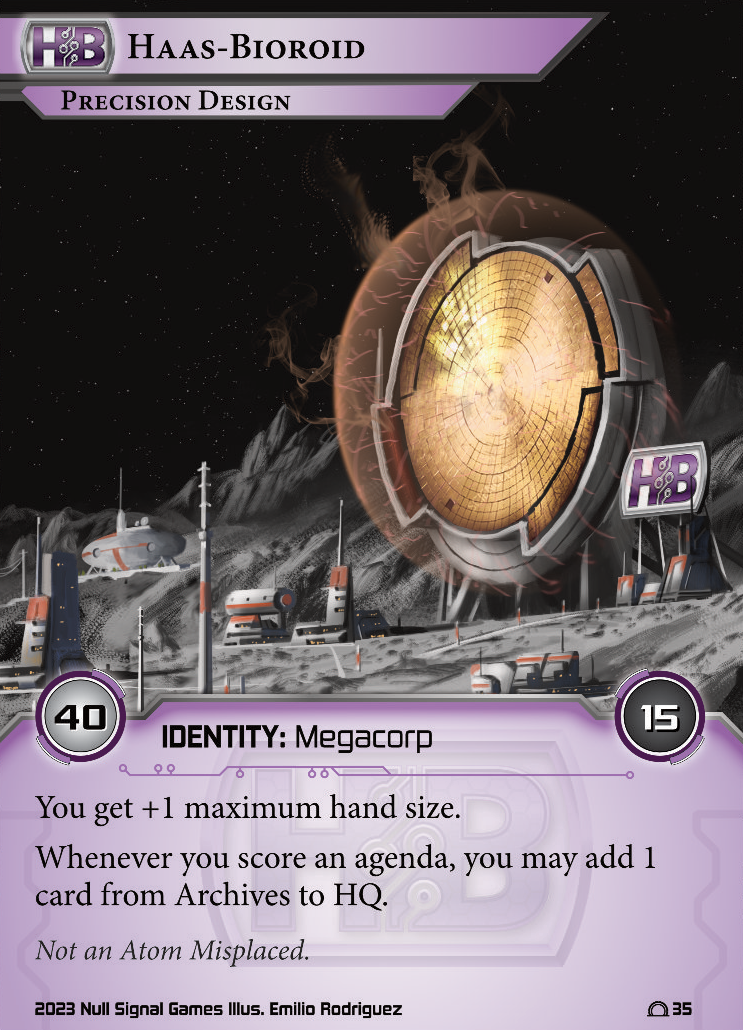 HB HAAS-BIOROID
PRECISION DESIGN
HB
40 IDENTITY: Megacorp 15
You get +1 maximum hand size.
Whenever you score an agenda, you may add 1
card from Archives to HQ.
Not an Atom Misplaced.
2023 Null Signal Games Illus. Emilio Rodriguez 35